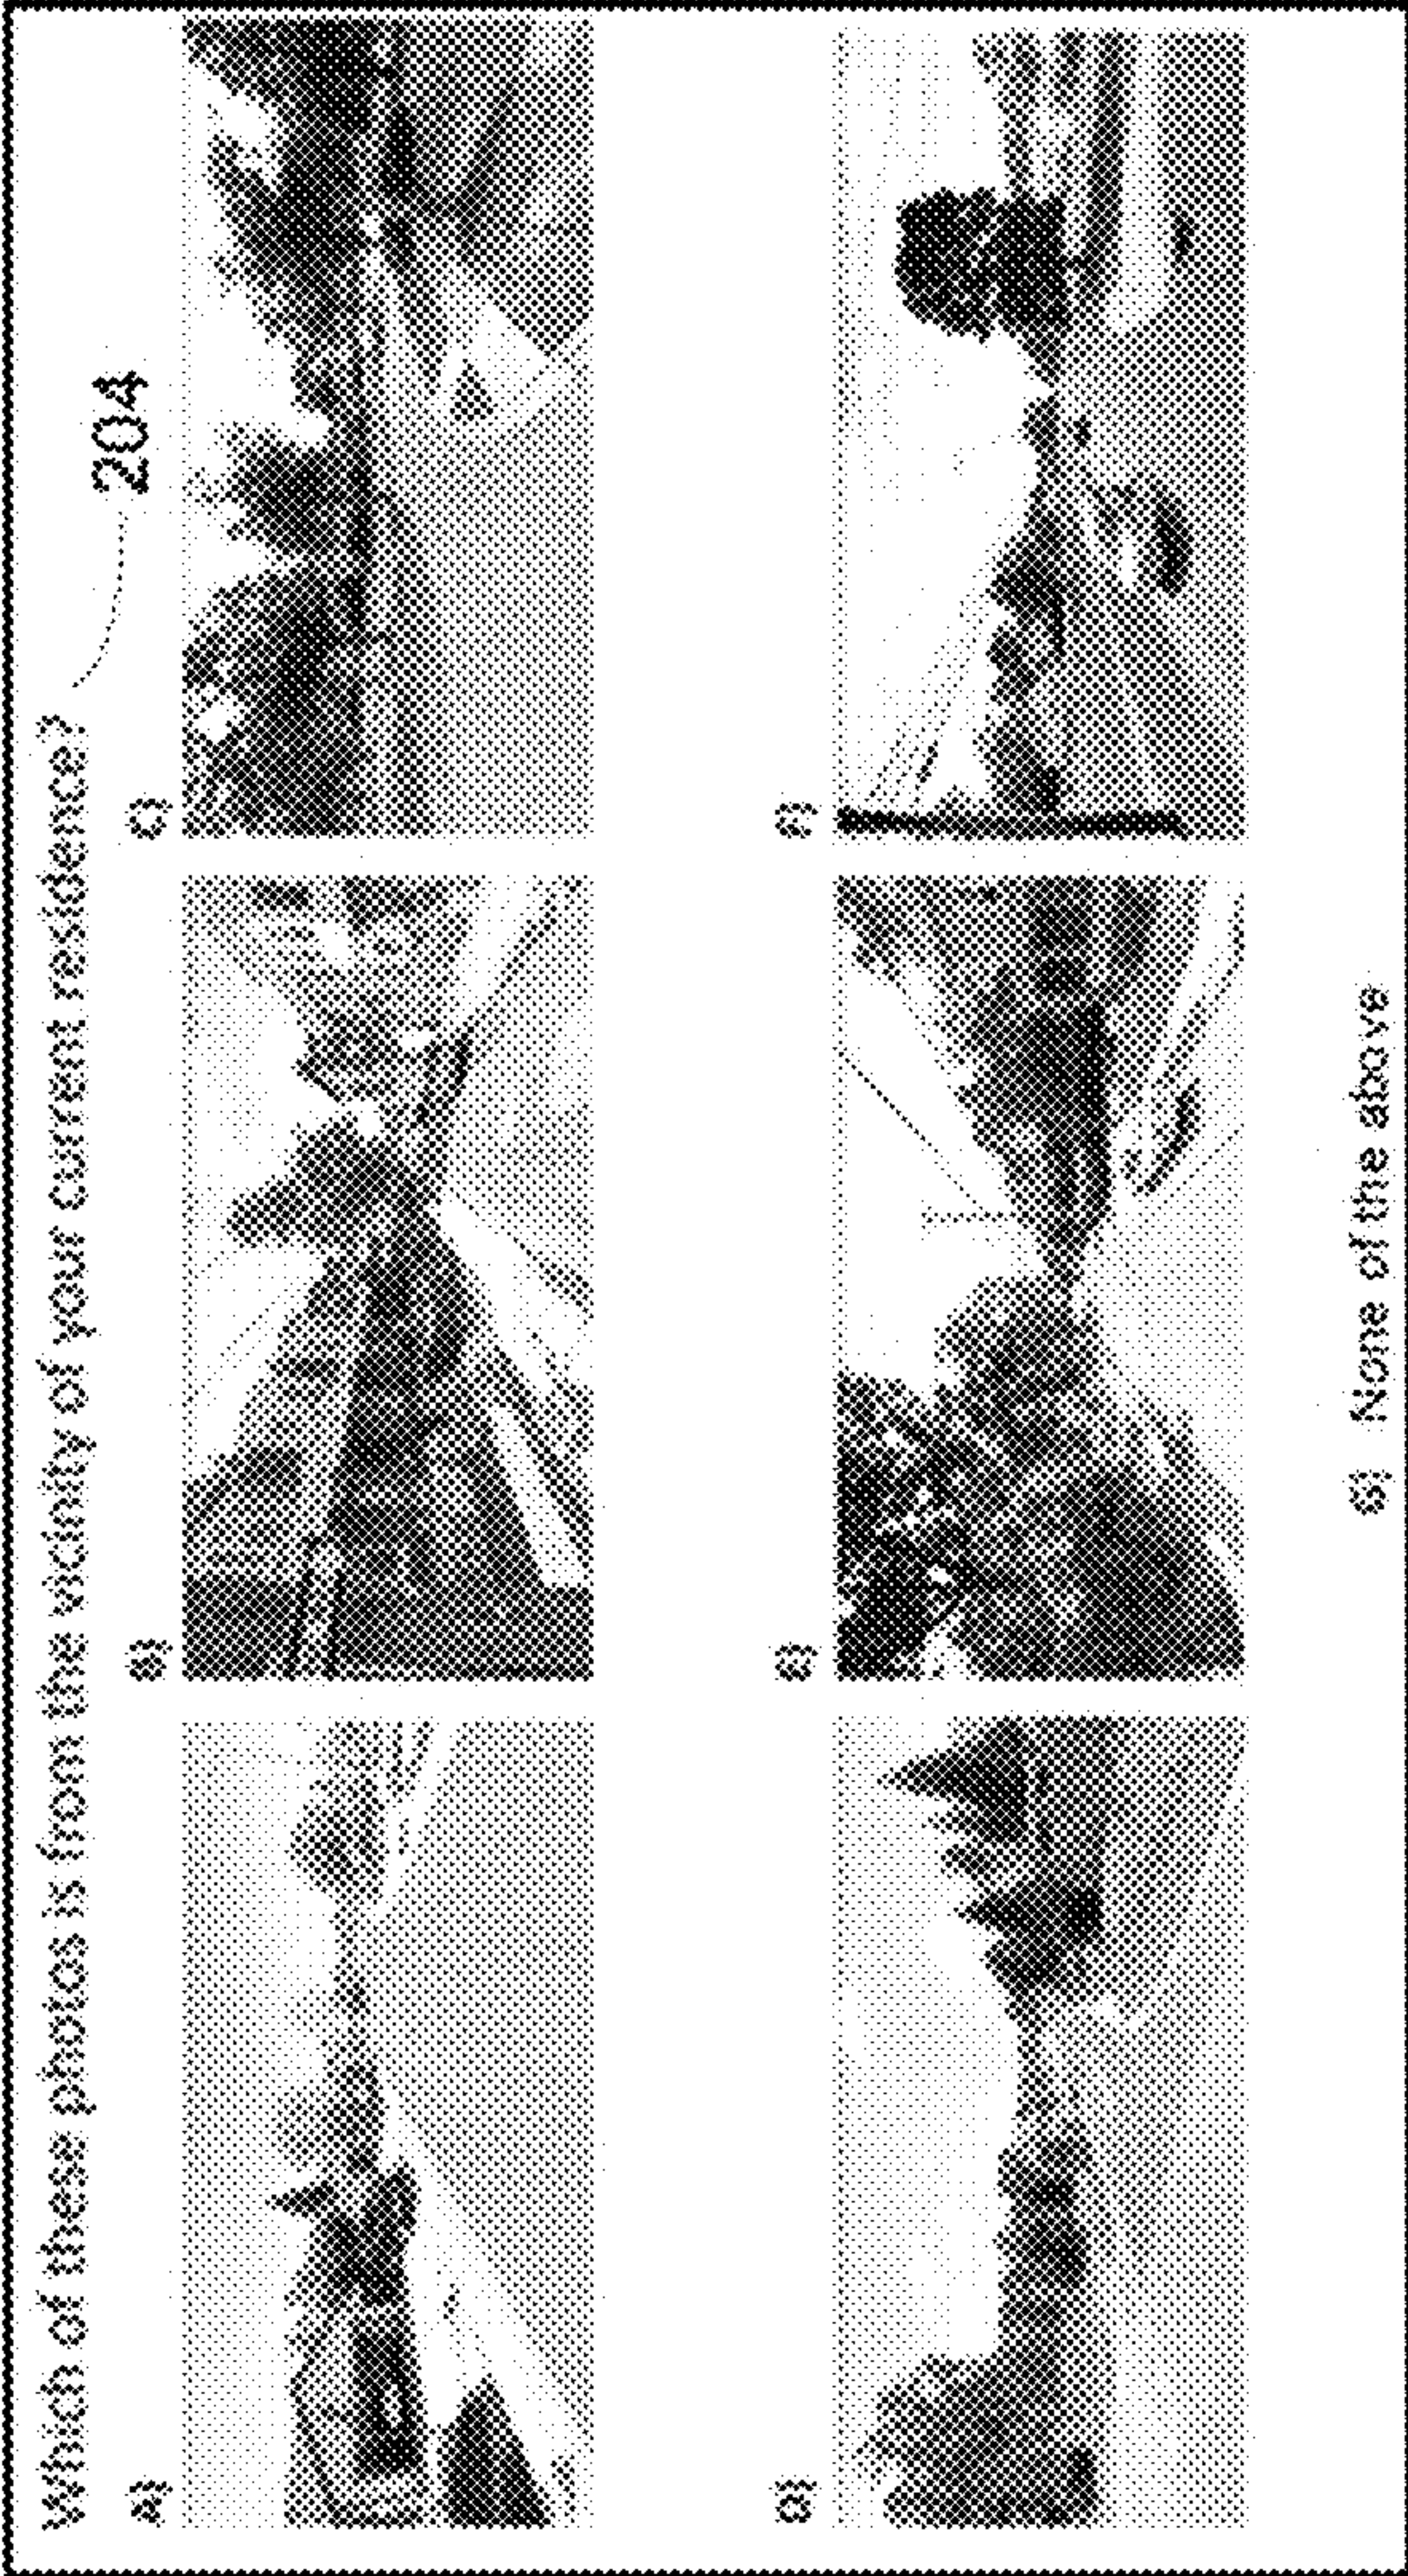 Which of these photos is from the vicinity of your current residence?
204
A)
B)
C)
D)
E)
F)
G) None of the above